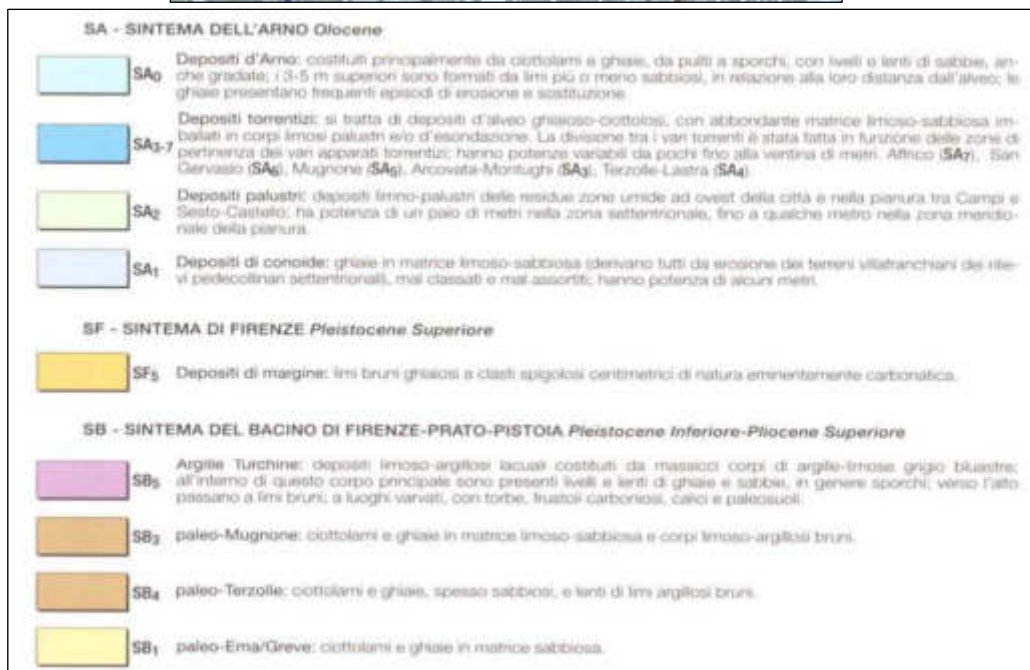 SA - SINTEMA DELL'ARNO Olocene
SA0 Depositi d'Arno: costituiti principalmente da ciottolami e ghiaie, da puliti a sporchi, con livelli e lenti di sabbie, an-
che gradate; i 3-5 m superiori sono formati da limi più o meno sabbiosi, in relazione alla loro distanza dall'alveo; le
ghiaie presentano frequenti episodi di erosione e sostituzione
SA3-7 Depositi torrentizi: si tratta di depositi d'alveo ghiaioso-ciottolosi, con abbondante matrice limoso-sabbiosa im-
ballati in corpi limosi palustri e/o d'esondazione. La divisione tra i vari torrenti è stata fatta in funzione delle zone di
pertinenza dei vari apparati torrentizi; hanno potenze variabili da pochi fino alla ventina di metri. Affrico (SA7), San
Gervasio (SA6), Mugnone (SA5), Arcovata-Montughi (SA3), Terzolle-Lastra (SA4).
SA2 Depositi palustri: depositi limno-palustri delle residue zone umide ad ovest della città e nella pianura tra Campi e
Sesto-Castello; ha potenza di un paio di metri nella zona settentrionale, fino a qualche metro nella zona meridio-
nale della pianura.
SA1 Depositi di conoide: ghiaie in matrice limoso-sabbiosa (derivano tutti da erosione dei terreni villafranchiani dei rilie-
vi pedecollinari settentrionali), mal classati e mal assortiti; hanno potenza di alcuni metri.
SF - SINTEMA DI FIRENZE Pleistocene Superiore
SF5 Depositi di margine: limi bruni ghiaiosi a clasti spigolosi centimetrici di natura eminentemente carbonatica.
SB - SINTEMA DEL BACINO DI FIRENZE-PRATO-PISTOIA Pleistocene Inferiore-Pliocene Superiore
SB5 Argille Turchine: depositi limoso-argillosi lacuali costituiti da massicci corpi di argille-limose grigio bluastre;
all'interno di questo corpo principale sono presenti livelli e lenti di ghiaie e sabbie, in genere sporchi; verso l'alto
passano a limi bruni, a luoghi varvati, con torbe, frustoli carboniosi, calici e paleosuoli.
SB3 paleo-Mugnone: ciottolami e ghiaie in matrice limoso-sabbiosa e corpi limoso-argillosi bruni.
SB4 paleo-Terzolle: ciottolami e ghiaie, spesso sabbiosi, e lenti di limi argillosi bruni.
SB1 paleo-Ema/Greve: ciottolami e ghiaie in matrice sabbiosa.